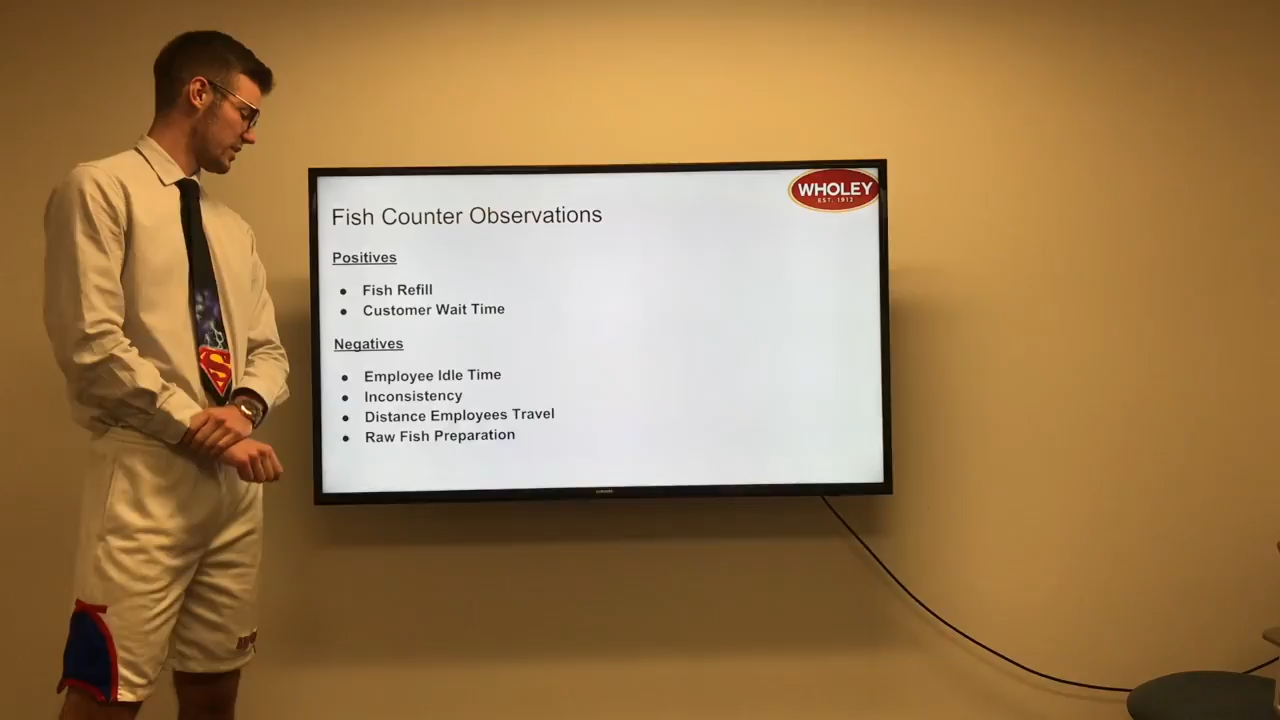 WHOLEY
EST. 1912
Fish Counter Observations
Positives
● Fish Refill
● Customer Wait Time
Negatives
● Employee Idle Time
● Inconsistency
● Distance Employees Travel
● Raw Fish Preparation
S
SAMSUNG